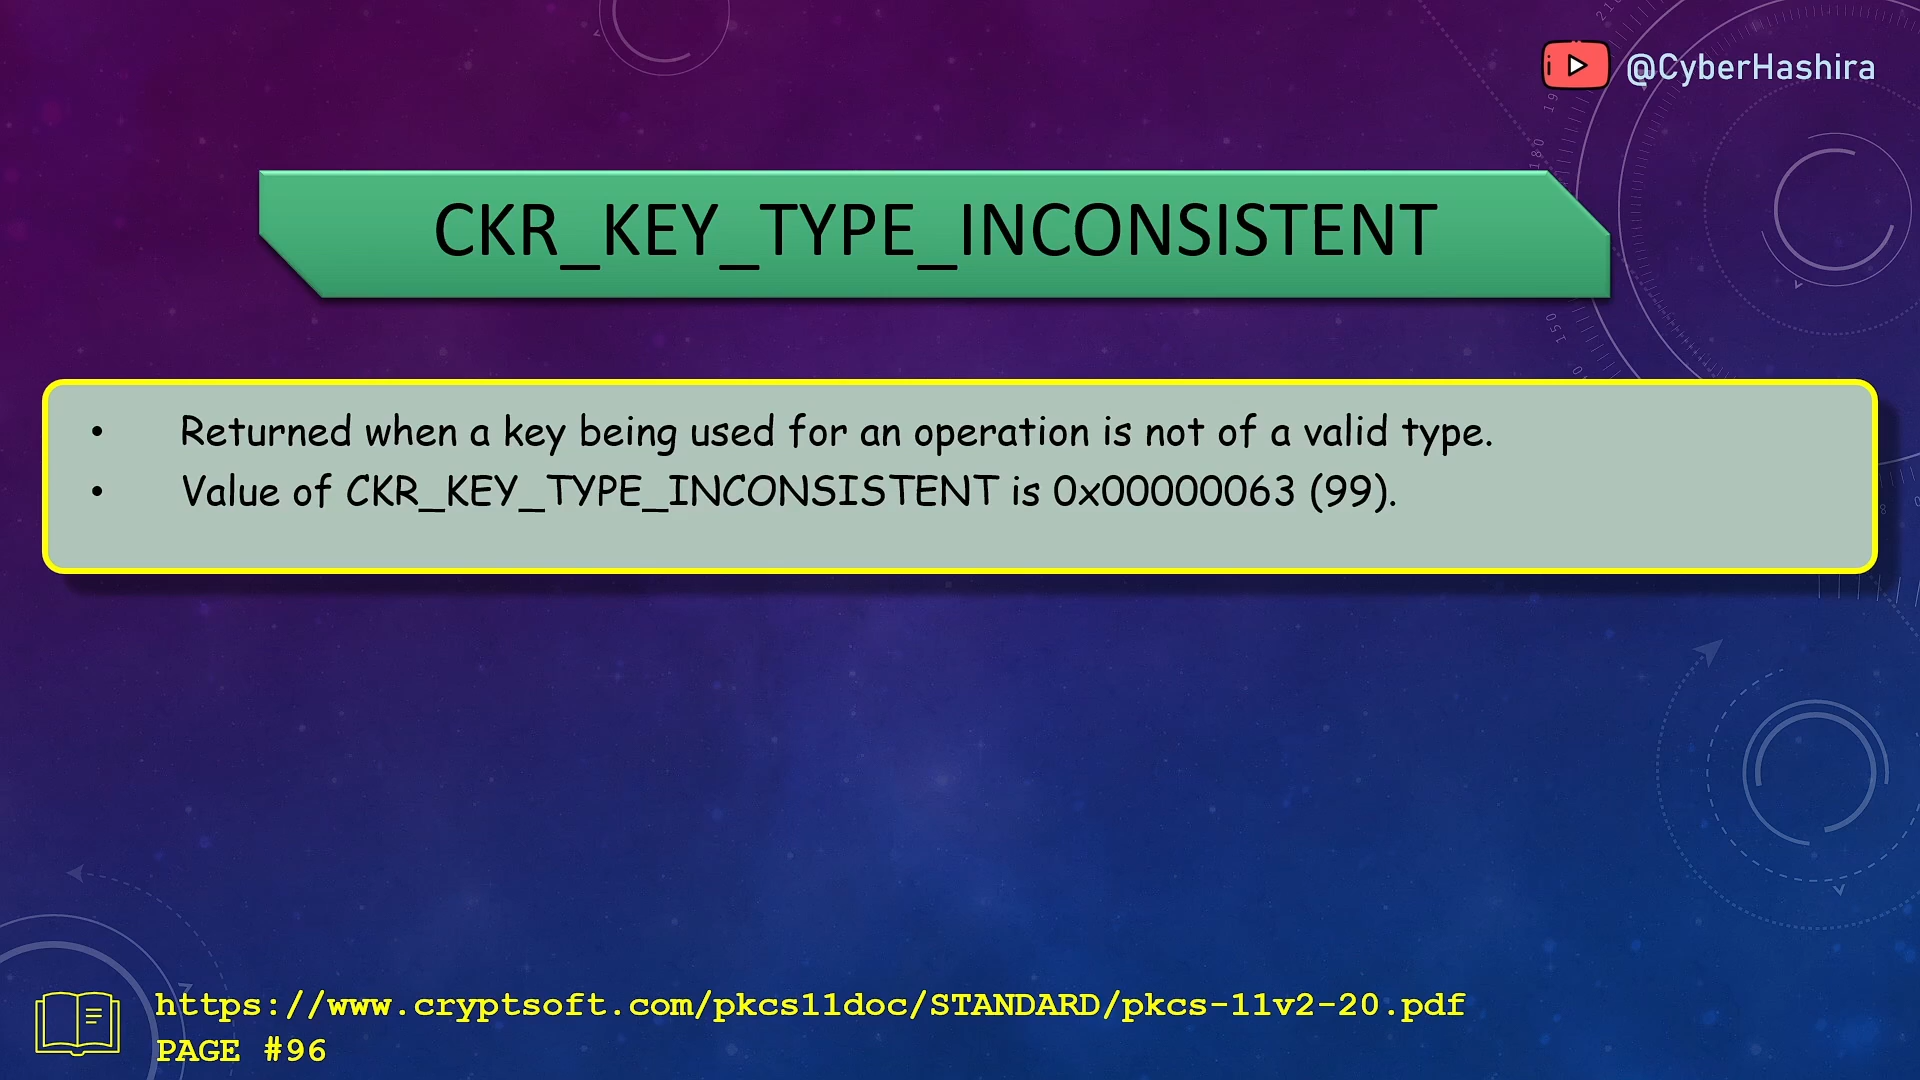 @CyberHashira
CKR_KEY_TYPE_INCONSISTENT
• Returned when a key being used for an operation is not of a valid type.
• Value of CKR_KEY_TYPE_INCONSISTENT is 0x00000063 (99).
https://www.cryptsoft.com/pkcs11doc/STANDARD/pkcs-11v2-20.pdf
PAGE #96